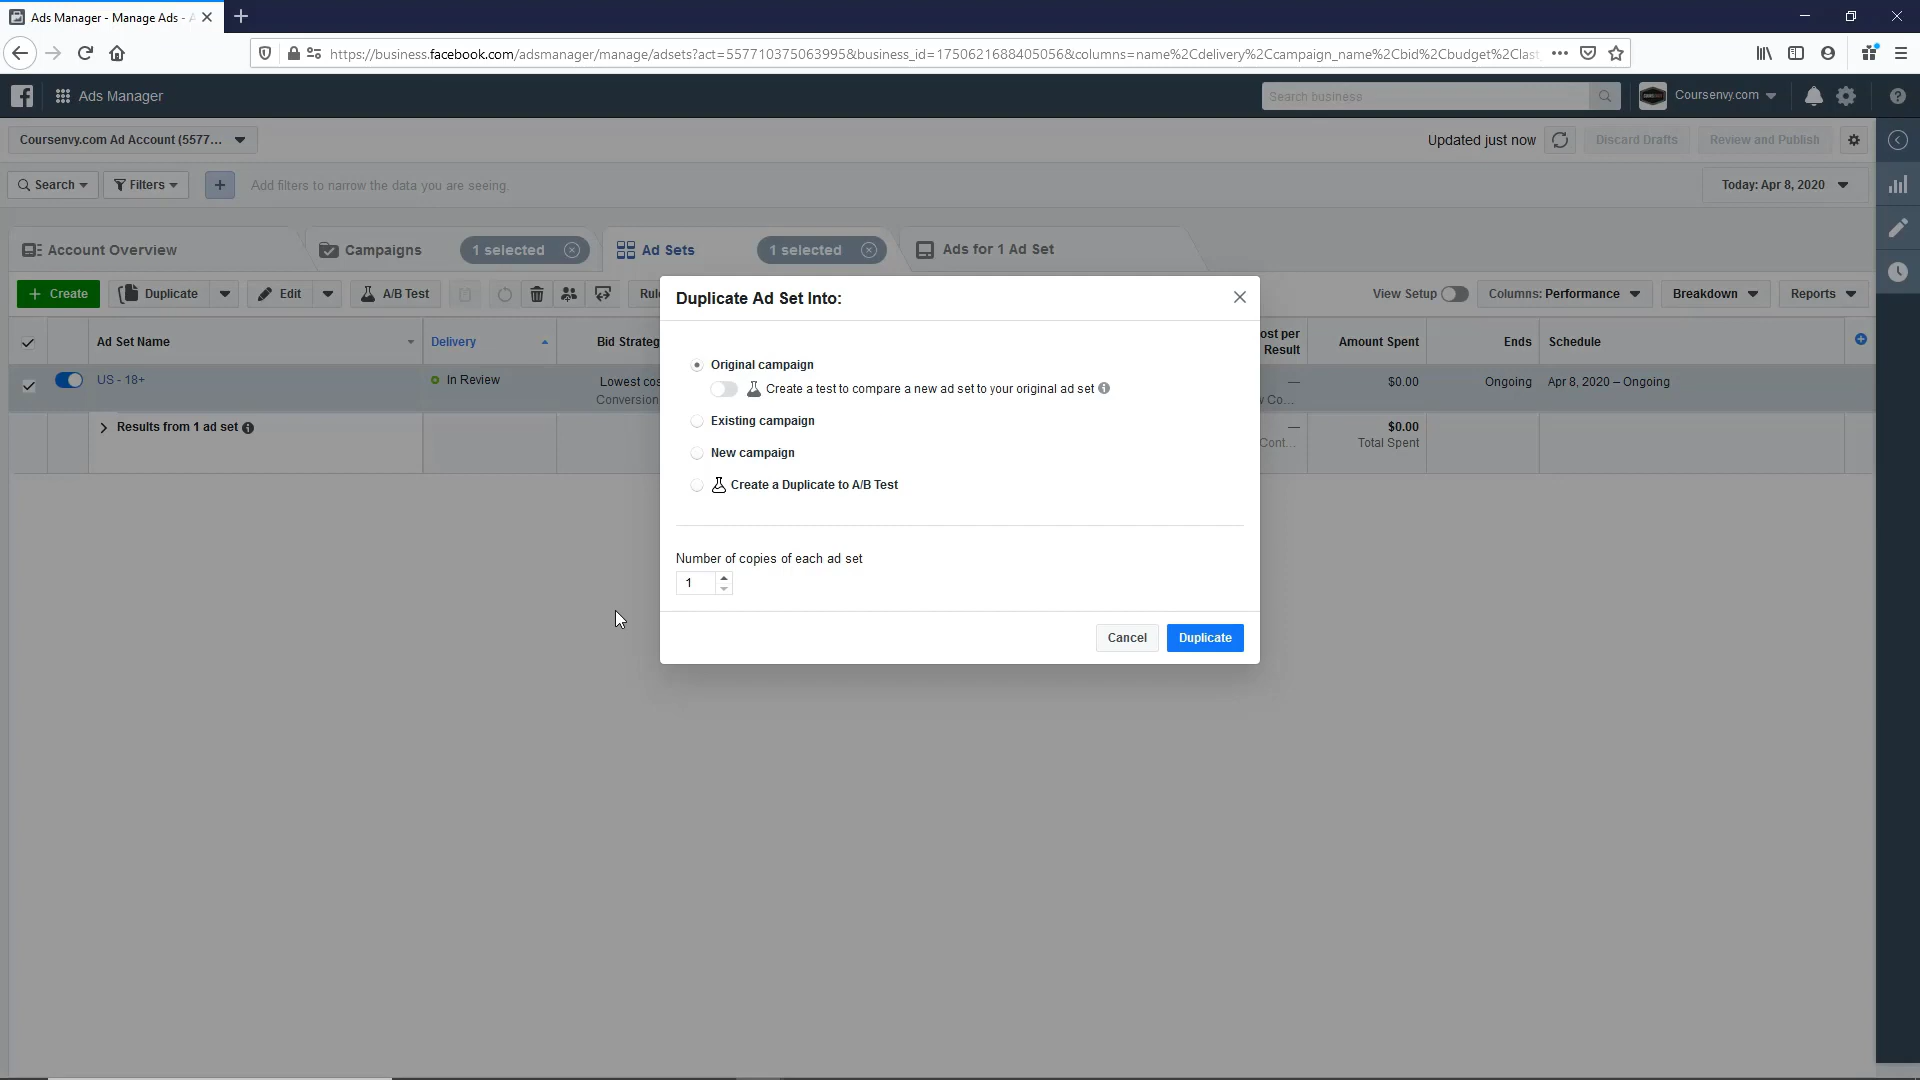 Ads Manager - Manage Ads -
https://business.facebook.com/adsmanager/manage/adsets?act=557710375063995&business_id=1750621688405056&columns=name%2Cdelivery%2Ccampaign_name%2Cbid%2Cbudget%2Clast
Ads Manager
Search business
Coursenvy.com
Coursenvy.com Ad Account (5577...
Updated just now
Discard Drafts
Review and Publish
Search
Filters
Add filters to narrow the data you are seeing.
Today: Apr 8, 2020
Account Overview
Campaigns
1 selected
Ad Sets
1 selected
Ads for 1 Ad Set
+ Create
Duplicate
Edit
A/B Test
View Setup
Columns: Performance
Breakdown
Reports
Duplicate Ad Set Into:
Original campaign
Create a test to compare a new ad set to your original ad set
Existing campaign
New campaign
Create a Duplicate to A/B Test
Number of copies of each ad set
1
Cancel
Duplicate
Ad Set Name
Delivery
Bid Strateg
ost per
Result
Amount Spent
Ends
Schedule
US - 18+
In Review
Lowest cos
Conversion
—
$0.00
Ongoing
Apr 8, 2020 – Ongoing
Results from 1 ad set
—
$0.00
Total Spent